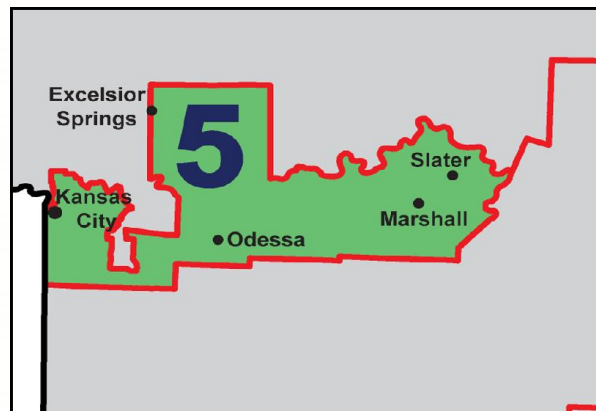 Excelsior
Springs
5
Slater
Kansas
City
Marshall
Odessa